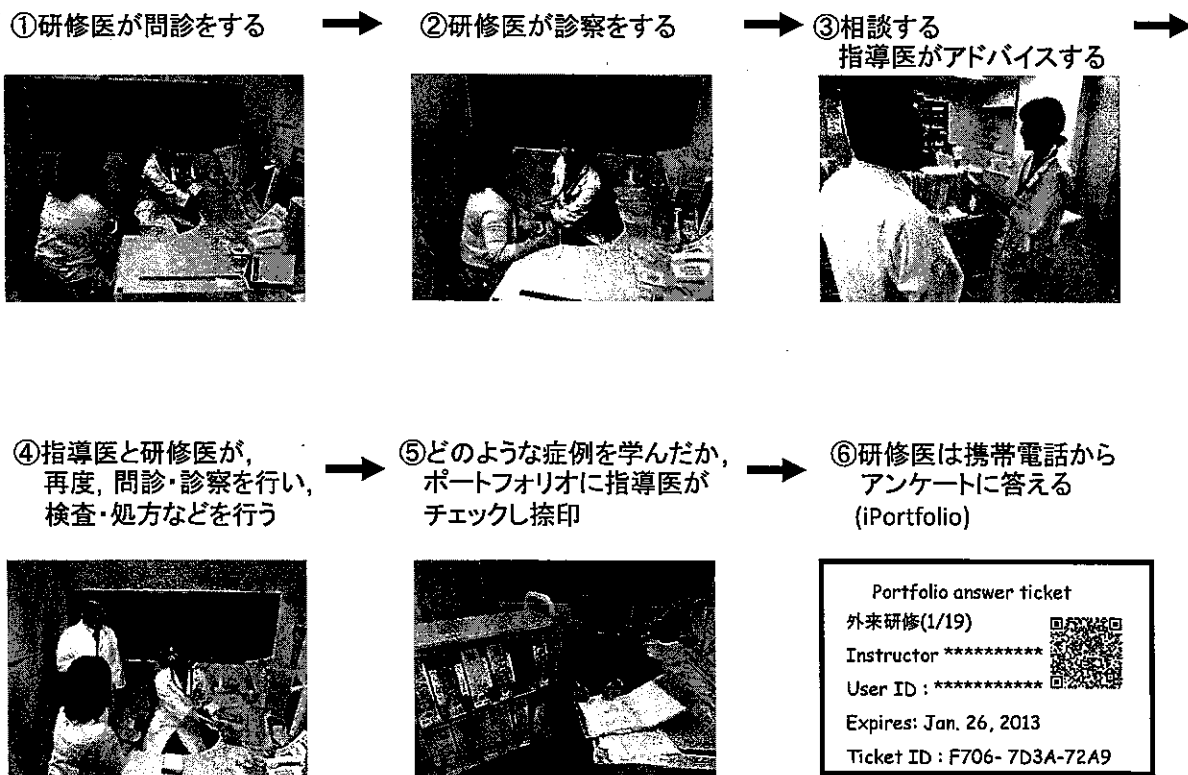 ①研修医が問診をする
②研修医が診察をする
③相談する
指導医がアドバイスする
④指導医と研修医が,
再度, 問診・診察を行い,
検査・処方などを行う
⑤どのような症例を学んだか,
ポートフォリオに指導医が
チェックし捺印
⑥研修医は携帯電話から
アンケートに答える
(iPortfolio)
Portfolio answer ticket
外来研修(1/19)
Instructor **********
User ID : ***********
Expires: Jan. 26, 2013
Ticket ID : F706- 7D3A-72A9